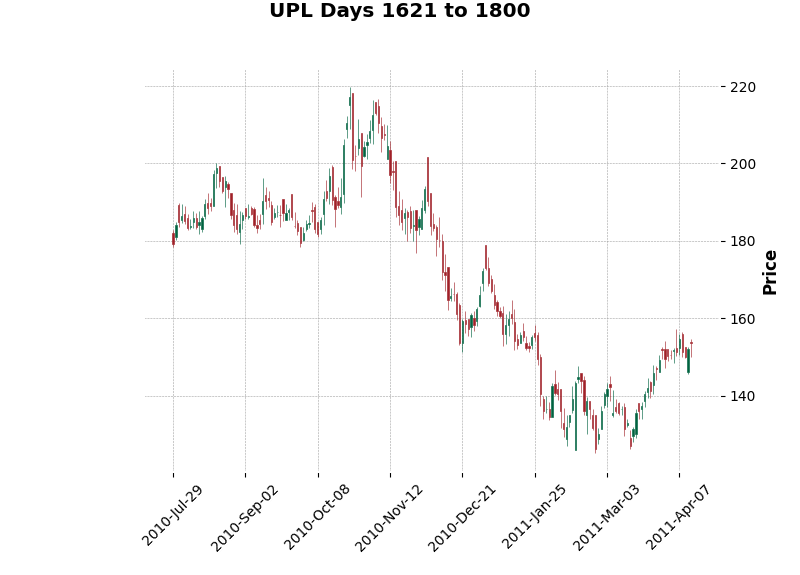 UPL Days 1621 to 1800
220
200
180
160
140
Price
2010-Jul-29
2010-Sep-02
2010-Oct-08
2010-Nov-12
2010-Dec-21
2011-Jan-25
2011-Mar-03
2011-Apr-07